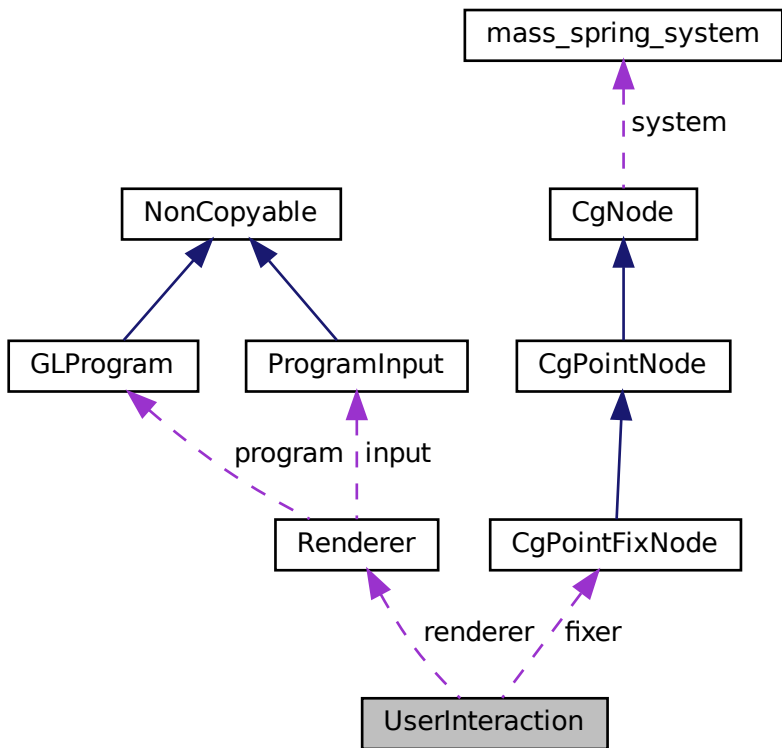 mass_spring_system
system
NonCopyable
CgNode
GLProgram
ProgramInput
CgPointNode
program
input
Renderer
CgPointFixNode
renderer
fixer
UserInteraction